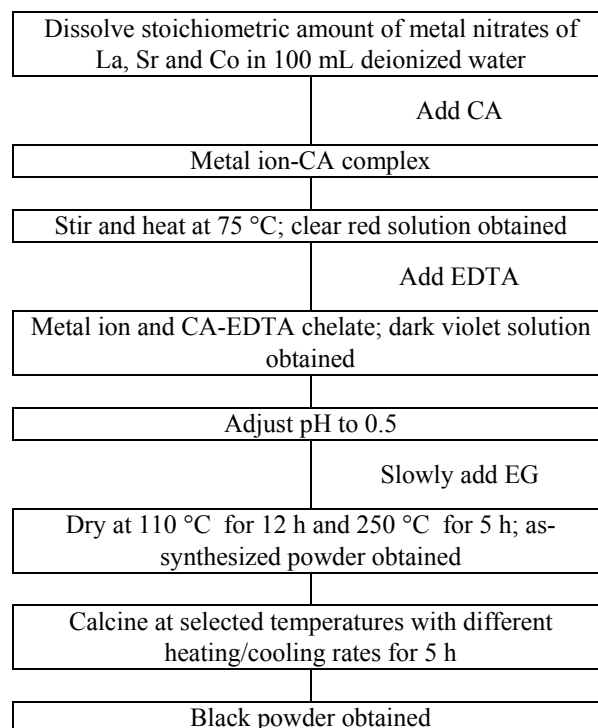 Dissolve stoichiometric amount of metal nitrates of
La, Sr and Co in 100 mL deionized water
Add CA
Metal ion-CA complex
Stir and heat at 75 °C; clear red solution obtained
Add EDTA
Metal ion and CA-EDTA chelate; dark violet solution
obtained
Adjust pH to 0.5
Slowly add EG
Dry at 110 °C for 12 h and 250 °C for 5 h; as-
synthesized powder obtained
Calcine at selected temperatures with different
heating/cooling rates for 5 h
Black powder obtained